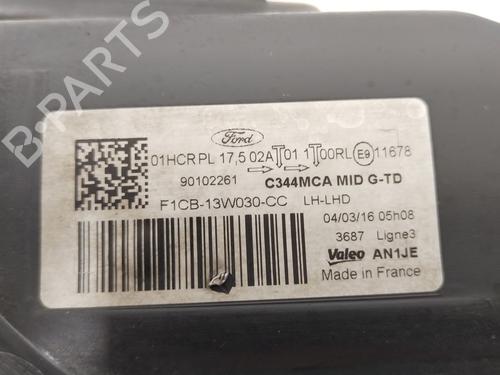 Ford
01HCR PL 17,5 02A T 01 1 T 00RL E9 11678
90102261 C344MCA MID G-TD
F1CB-13W030-CC LH-LHD
04/03/16 05h08
3687 Ligne3
Valeo AN1JE
Made in France
B-PARTS